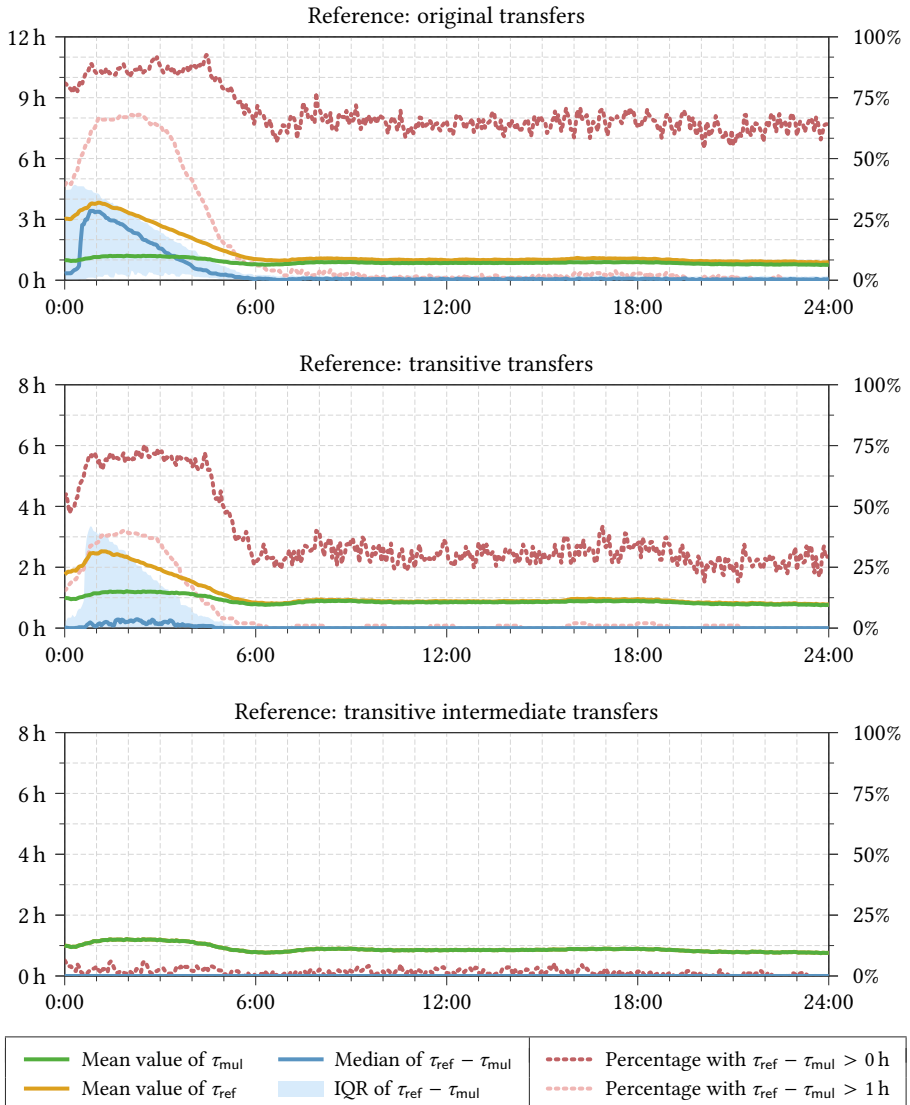 Reference: original transfers
12 h
9 h
6 h
3 h
0 h
100%
75%
50%
25%
0%
0:00 6:00 12:00 18:00 24:00
Reference: transitive transfers
8 h
6 h
4 h
2 h
0 h
100%
75%
50%
25%
0%
0:00 6:00 12:00 18:00 24:00
Reference: transitive intermediate transfers
8 h
6 h
4 h
2 h
0 h
100%
75%
50%
25%
0%
0:00 6:00 12:00 18:00 24:00
Mean value of τmul
Mean value of τref
Median of τref − τmul
IQR of τref − τmul
Percentage with τref − τmul > 0 h
Percentage with τref − τmul > 1 h